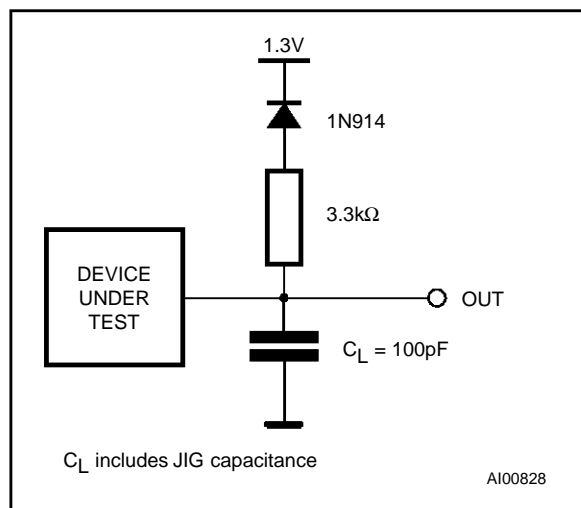 1.3V
1N914
3.3kΩ
DEVICE
UNDER
TEST
OUT
CL = 100pF
CL includes JIG capacitance
AI00828